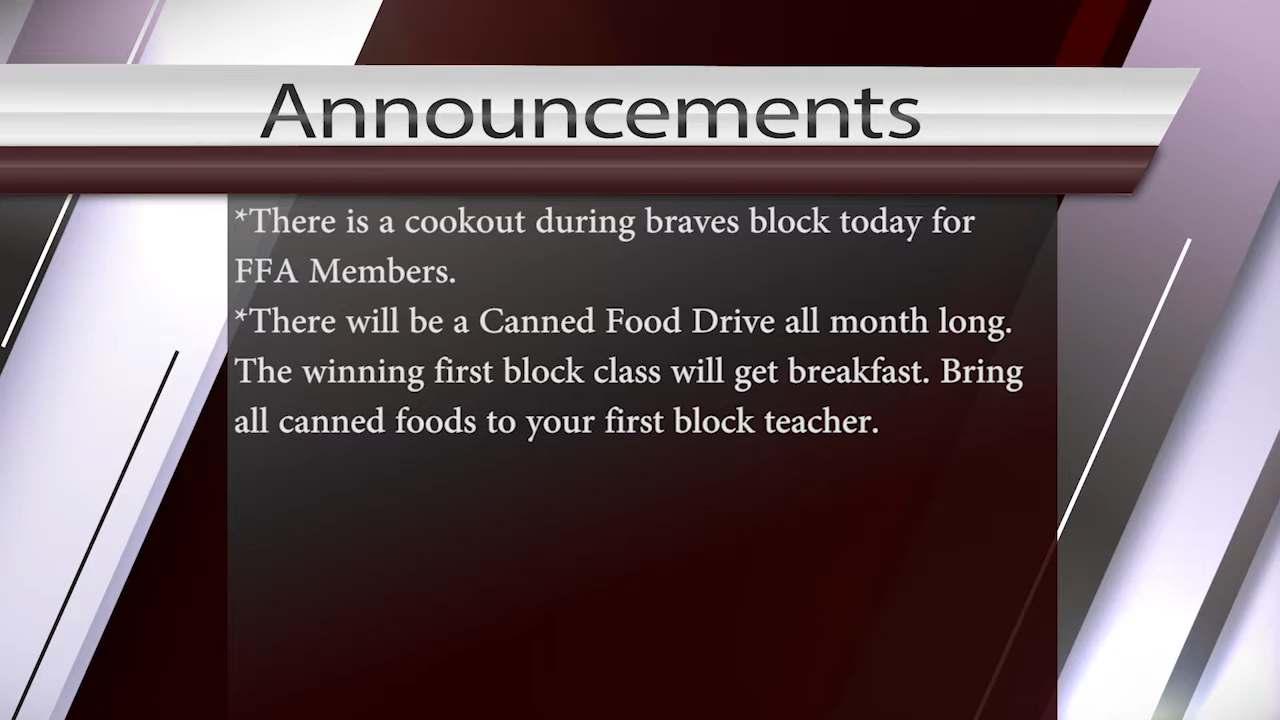 Announcements
*There is a cookout during braves block today for
FFA Members.
*There will be a Canned Food Drive all month long.
The winning first block class will get breakfast. Bring
all canned foods to your first block teacher.